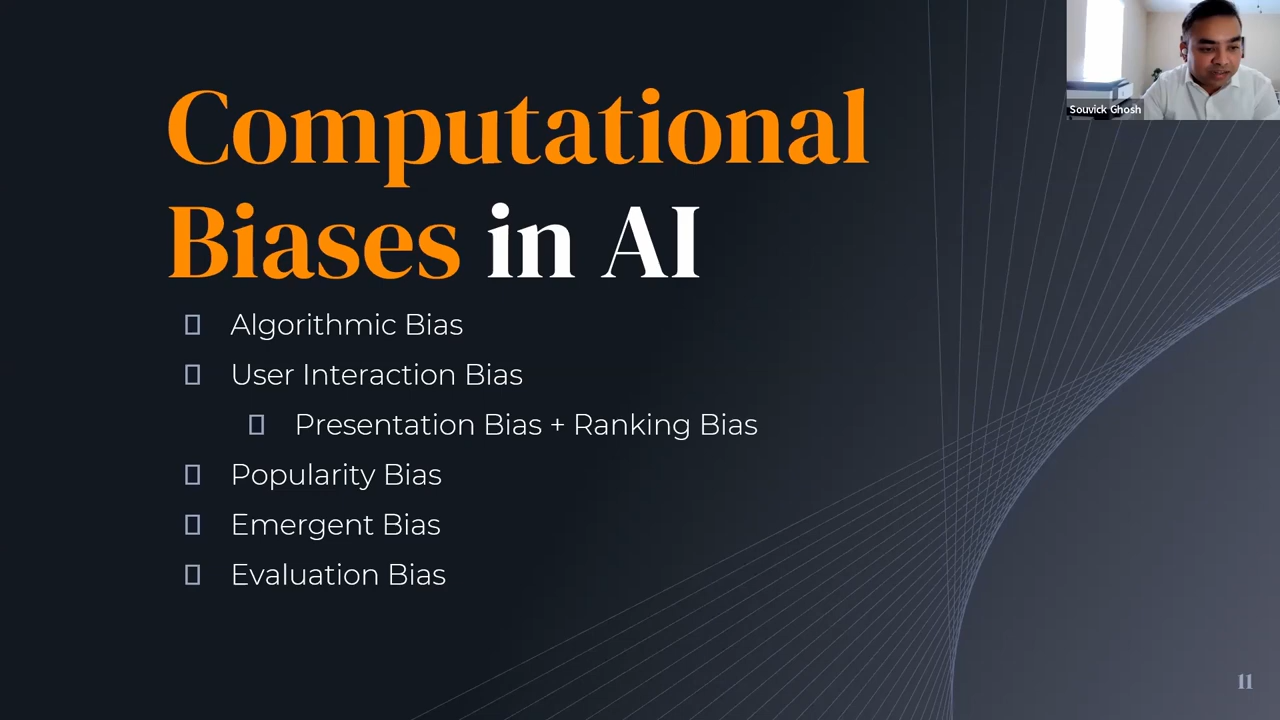 Computational
Biases in AI
Algorithmic Bias
User Interaction Bias
Presentation Bias + Ranking Bias
Popularity Bias
Emergent Bias
Evaluation Bias
Souvick Ghosh
11